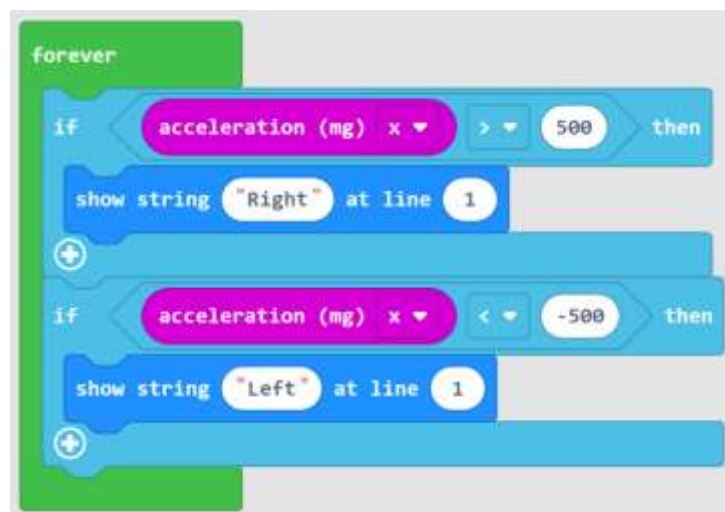 forever
if acceleration (mg) x > 500 then
show string "Right" at line 1
if acceleration (mg) x < -500 then
show string "Left" at line 1